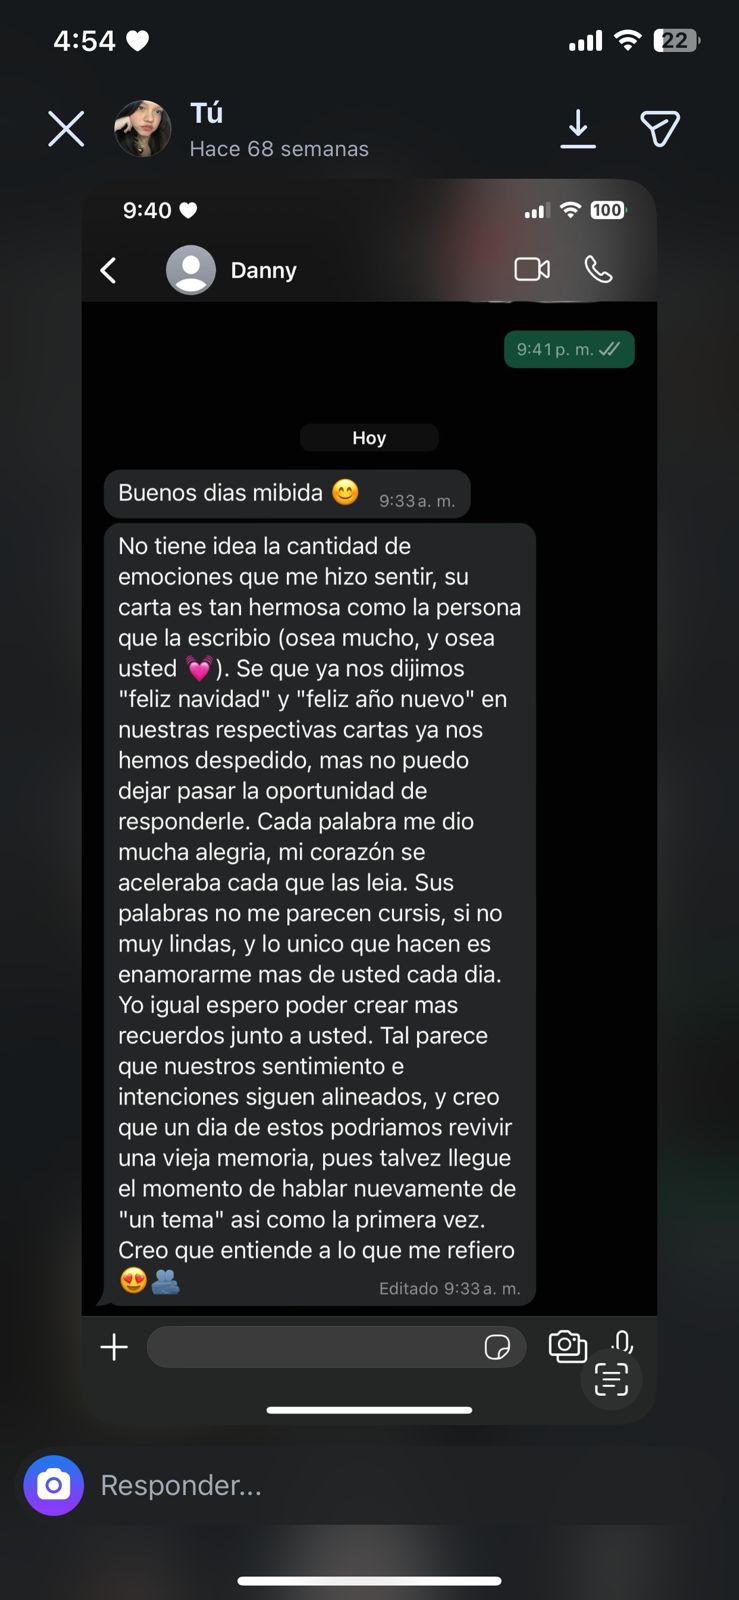 4:54
22
Tú
Hace 68 semanas
9:40
100
Danny
9:41 p. m.
Hoy
Buenos dias mibida 😊
9:33 a. m.
No tiene idea la cantidad de
emociones que me hizo sentir, su
carta es tan hermosa como la persona
que la escribio (osea mucho, y osea
usted 💓). Se que ya nos dijimos
"feliz navidad" y "feliz año nuevo" en
nuestras respectivas cartas ya nos
hemos despedido, mas no puedo
dejar pasar la oportunidad de
responderle. Cada palabra me dio
mucha alegria, mi corazón se
aceleraba cada que las leia. Sus
palabras no me parecen cursis, si no
muy lindas, y lo unico que hacen es
enamorarme mas de usted cada dia.
Yo igual espero poder crear mas
recuerdos junto a usted. Tal parece
que nuestros sentimiento e
intenciones siguen alineados, y creo
que un dia de estos podriamos revivir
una vieja memoria, pues talvez llegue
el momento de hablar nuevamente de
"un tema" asi como la primera vez.
Creo que entiende a lo que me refiero
😍🫂
Editado 9:33 a. m.
Responder...